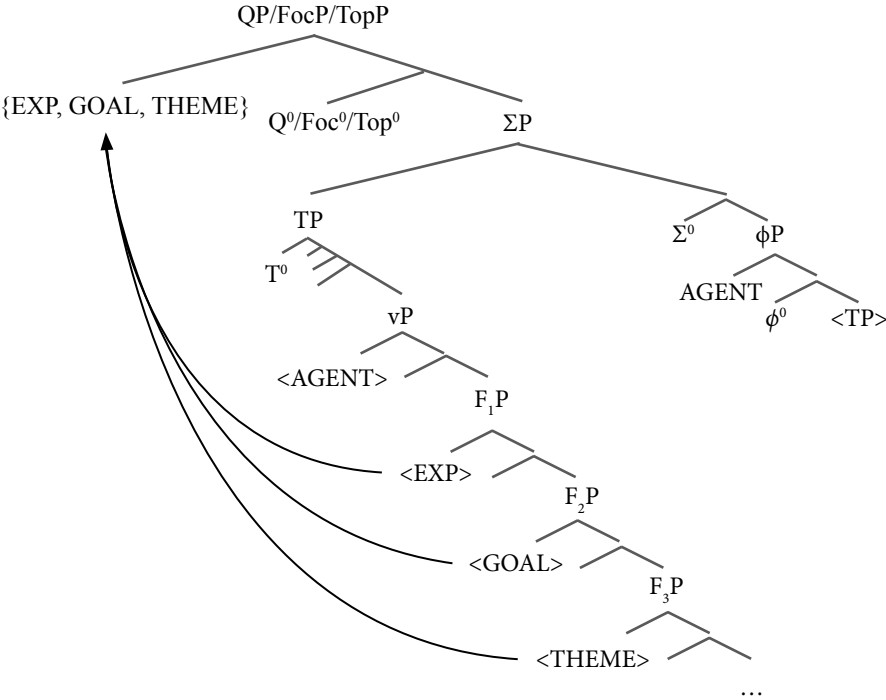 QP/FocP/TopP
{EXP, GOAL, THEME}
Q⁰/Foc⁰/Top⁰
ΣP
TP
Σ⁰
ϕP
T⁰
AGENT
ϕ⁰
<TP>
vP
<AGENT>
F₁P
<EXP>
F₂P
<GOAL>
F₃P
<THEME>
…